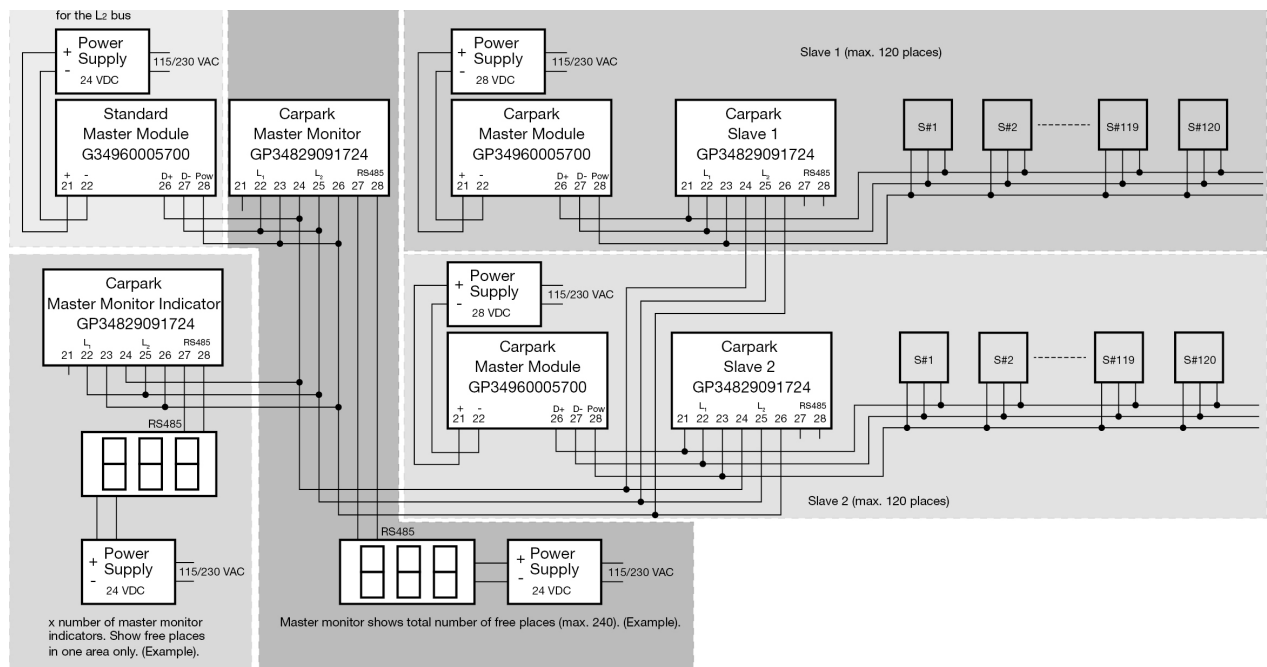 for the L2 bus
Power
Supply
24 VDC
+
-
115/230 VAC
Standard
Master Module
G34960005700
+ - D+ D- Pow
21 22 26 27 28
Carpark
Master Monitor
GP34829091724
L1 L2 RS485
21 22 23 24 25 26 27 28
Power
Supply
28 VDC
+
-
115/230 VAC
Carpark
Master Module
GP34960005700
+ - D+ D- Pow
21 22 26 27 28
Carpark
Slave 1
GP34829091724
L1 L2 RS485
21 22 23 24 25 26 27 28
Slave 1 (max. 120 places)
S#1 S#2 S#119 S#120
Carpark
Master Monitor Indicator
GP34829091724
L1 L2 RS485
21 22 23 24 25 26 27 28
RS485
Power
Supply
24 VDC
+
-
115/230 VAC
x number of master monitor
indicators. Show free places
in one area only. (Example).
Power
Supply
28 VDC
+
-
115/230 VAC
Carpark
Master Module
GP34960005700
+ - D+ D- Pow
21 22 26 27 28
Carpark
Slave 2
GP34829091724
L1 L2 RS485
21 22 23 24 25 26 27 28
S#1 S#2 S#119 S#120
Slave 2 (max. 120 places)
RS485
888
Power
Supply
24 VDC
+
-
115/230 VAC
Master monitor shows total number of free places (max. 240). (Example).